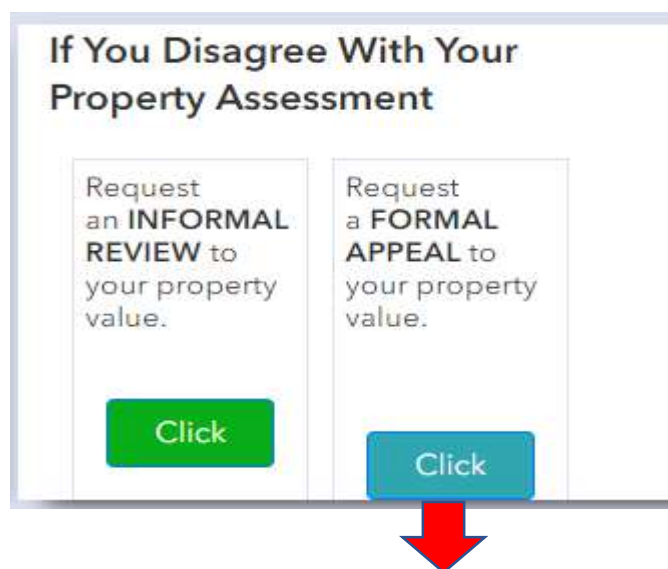 If You Disagree With Your
Property Assessment
Request
an INFORMAL
REVIEW to
your property
value.
Click
Request
a FORMAL
APPEAL to
your property
value.
Click